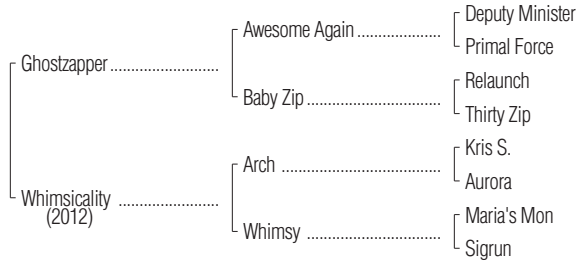 Deputy Minister
Awesome Again ....................
Primal Force
Ghostzapper ..........................
Relaunch
Baby Zip ................................
Thirty Zip
Kris S.
Arch .....................................
Aurora
Whimsicality ........................
(2012)
Maria's Mon
Whimsy ................................
Sigrun